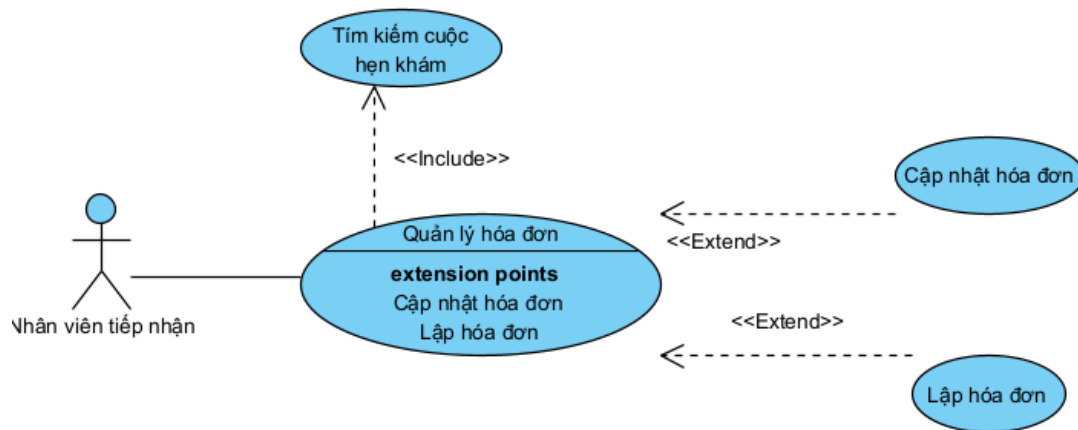 Tím kiếm cuộc
hẹn khám
<<Include>>
Cập nhật hóa đơn
<<Extend>>
Quản lý hóa đơn
extension points
Cập nhật hóa đơn
Lập hóa đơn
Nhân viên tiếp nhận
<<Extend>>
Lập hóa đơn